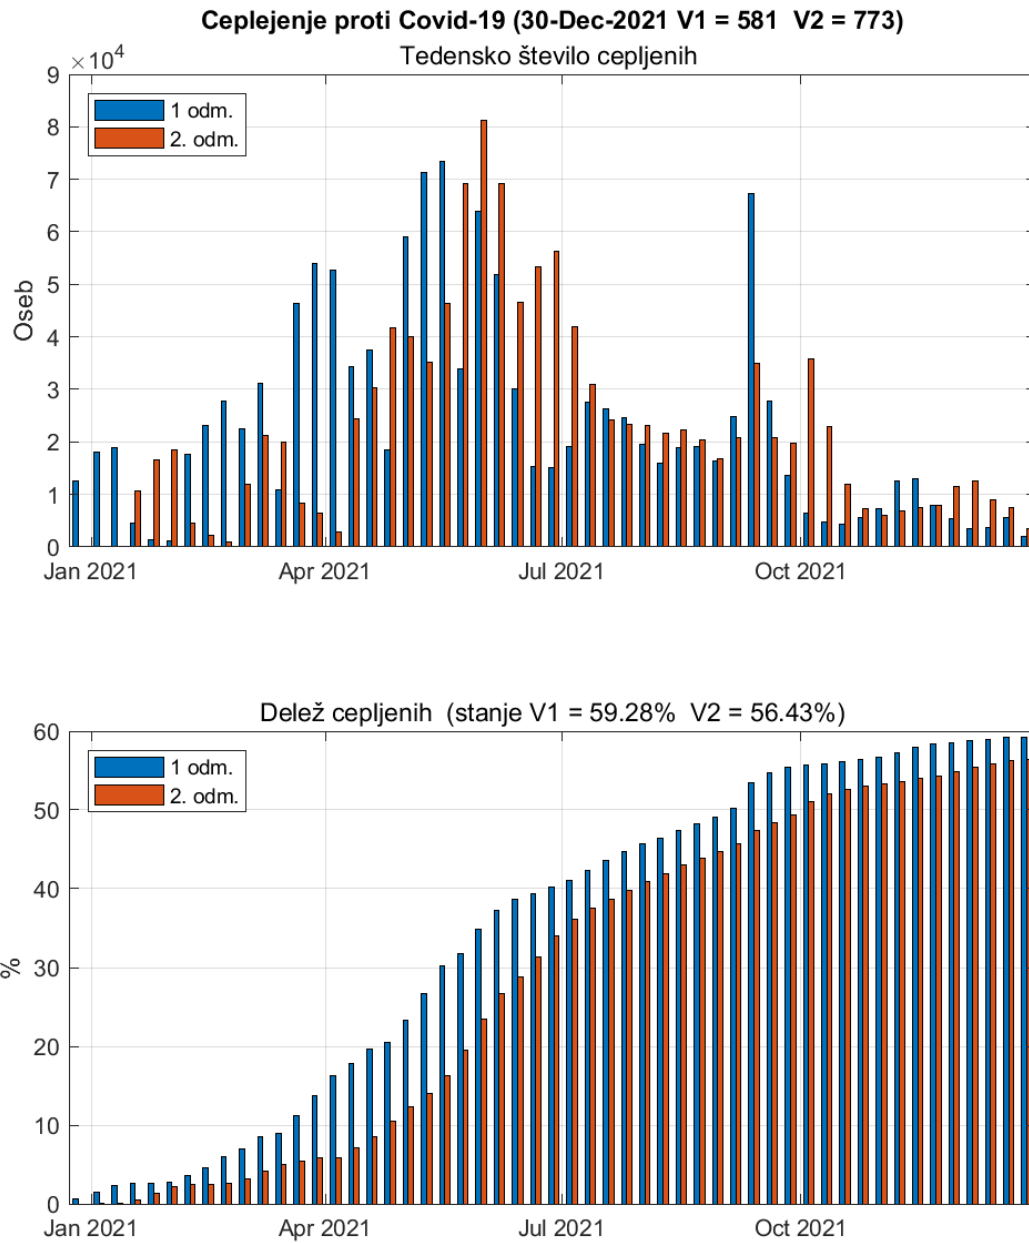 Ceplejenje proti Covid-19 (30-Dec-2021 V1 = 581 V2 = 773)
×10⁴
Tedensko število cepljenih
1 odm.
2. odm.
9
8
7
6
5
4
3
2
1
0
Oseb
Jan 2021
Apr 2021
Jul 2021
Oct 2021
Delež cepljenih (stanje V1 = 59.28% V2 = 56.43%)
1 odm.
2. odm.
60
50
40
30
20
10
0
%
Jan 2021
Apr 2021
Jul 2021
Oct 2021